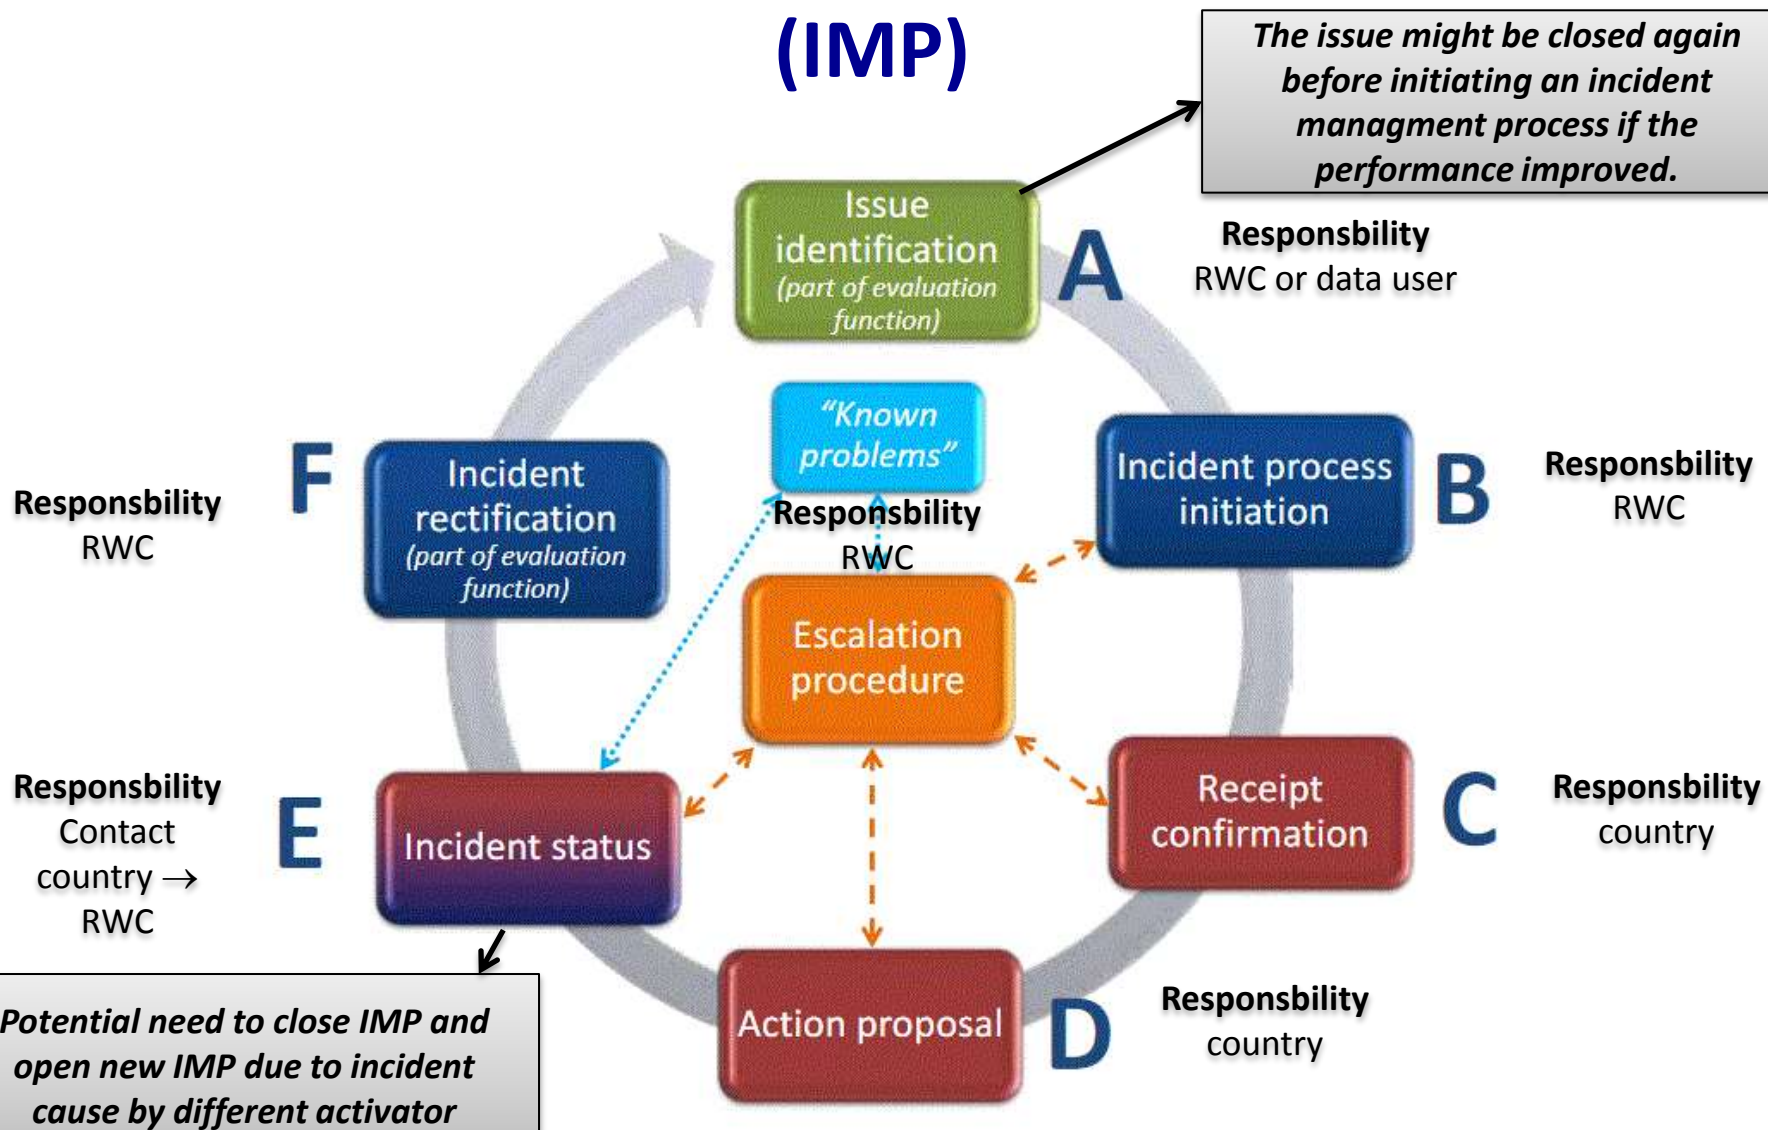 (IMP)
The issue might be closed again
before initiating an incident
managment process if the
performance improved.
Issue
identification
(part of evaluation
function)
A
Responsbility
RWC or data user
"Known
problems"
Responsbility
RWC
Incident process
initiation
B
Responsbility
RWC
Responsbility
RWC
F
Incident
rectification
(part of evaluation
function)
Escalation
procedure
Responsbility
Contact
country →
RWC
E
Incident status
Receipt
confirmation
C
Responsbility
country
Action proposal
D
Responsbility
country
Potential need to close IMP and
open new IMP due to incident
cause by different activator